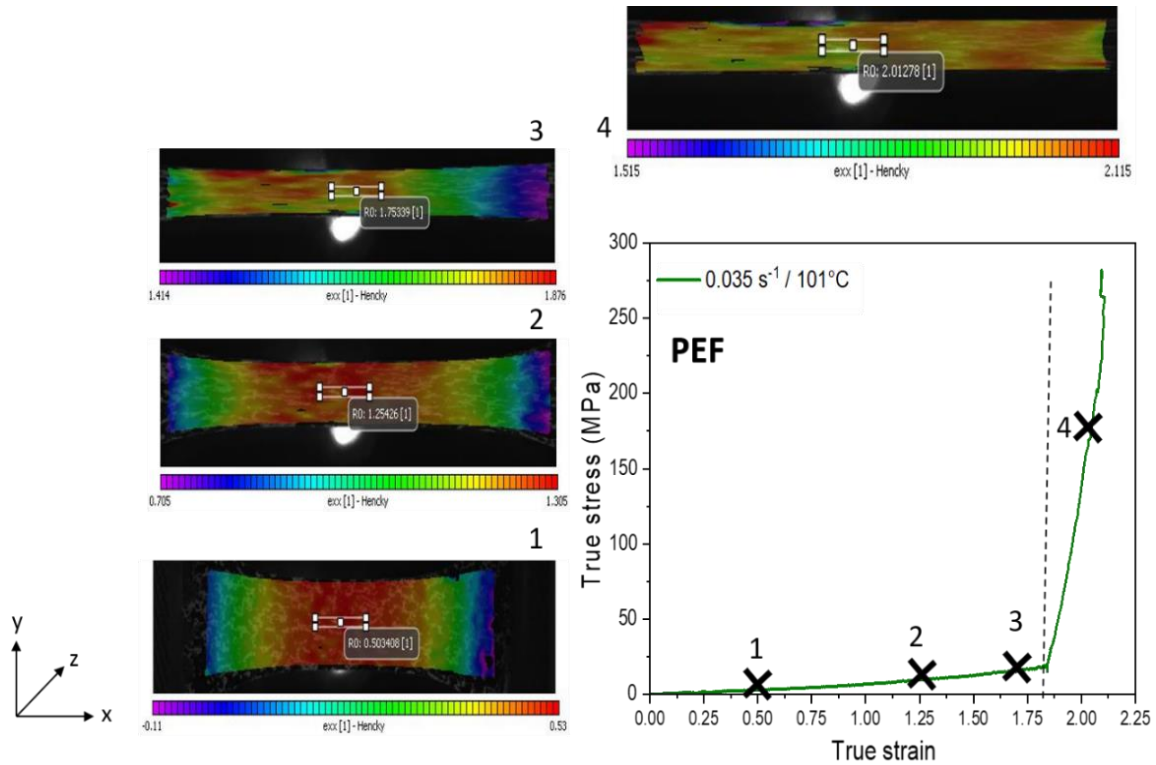 4
R0: 2.01278 [1]
1.515
2.115
exx [1] - Hencky
3
R0: 1.75339 [1]
1.414
1.876
exx [1] - Hencky
2
R0: 1.25426 [1]
0.705
1.305
exx [1] - Hencky
1
R0: 0.503408 [1]
-0.11
0.53
exx [1] - Hencky
y
z
x
300
250
200
150
100
50
0
True stress (MPa)
0.035 s⁻¹ / 101°C
PEF
1
2
3
4
0.00 0.25 0.50 0.75 1.00 1.25 1.50 1.75 2.00 2.25
True strain